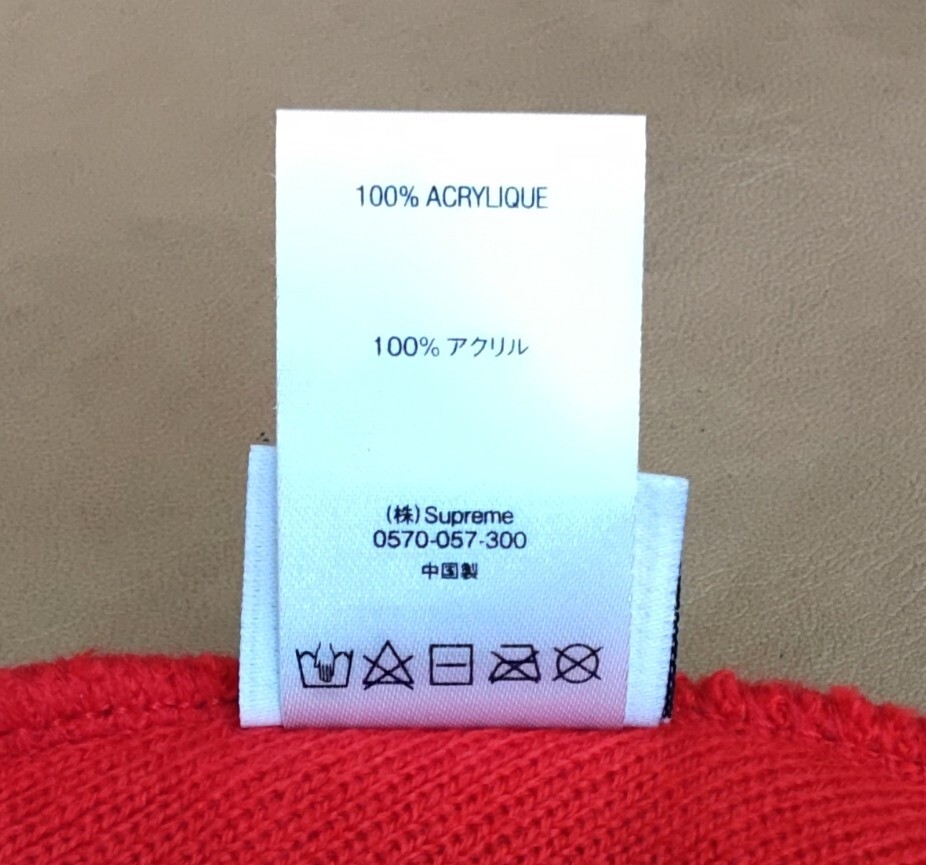 100% ACRYLIQUE
100% アクリル
(株)Supreme
0570-057-300
中国製